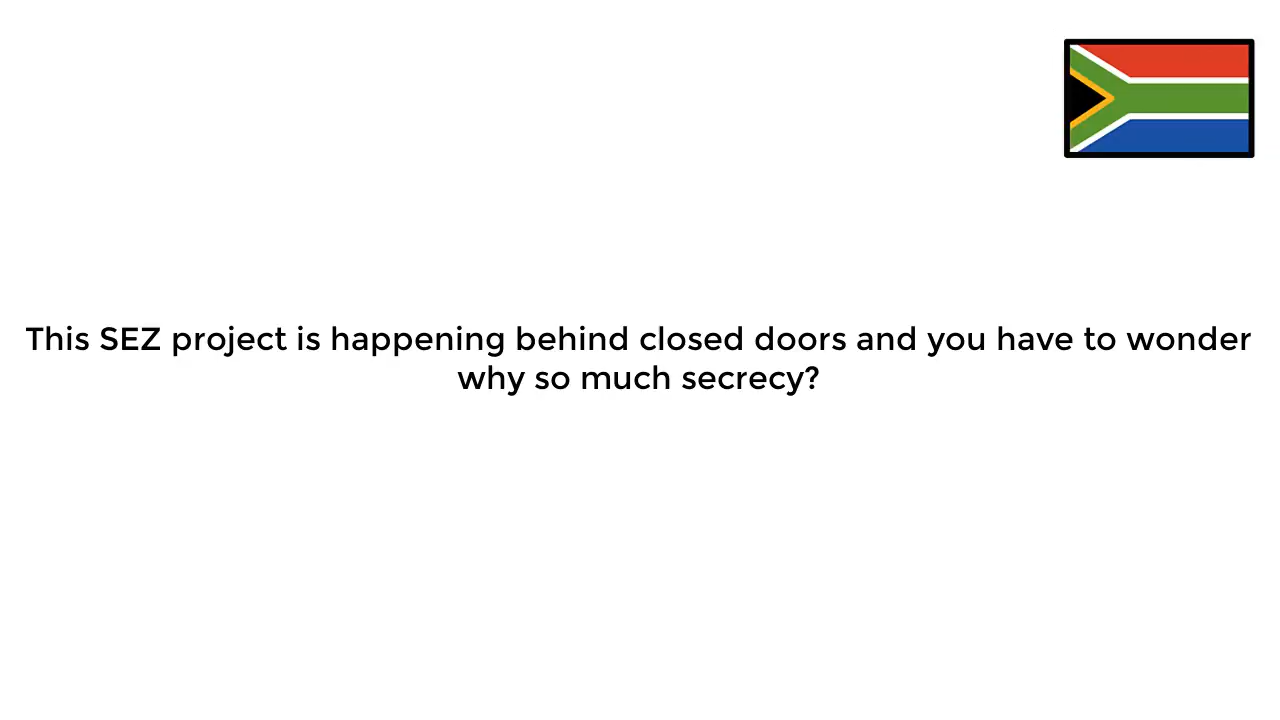 This SEZ project is happening behind closed doors and you have to wonder
why so much secrecy?